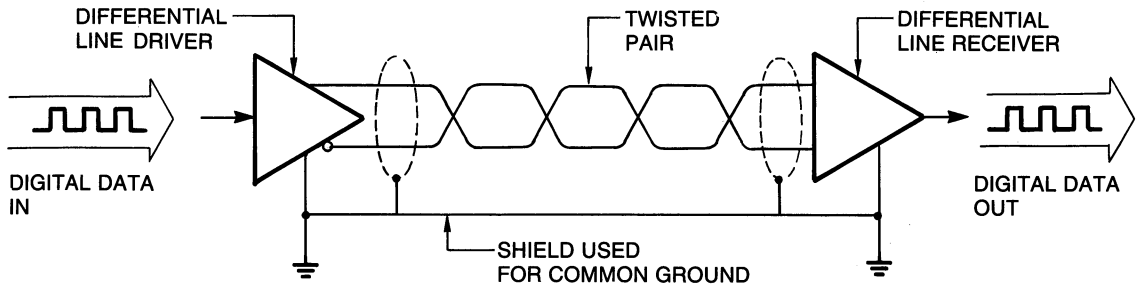 DIFFERENTIAL
LINE DRIVER
TWISTED
PAIR
DIFFERENTIAL
LINE RECEIVER
DIGITAL DATA
IN
DIGITAL DATA
OUT
SHIELD USED
FOR COMMON GROUND